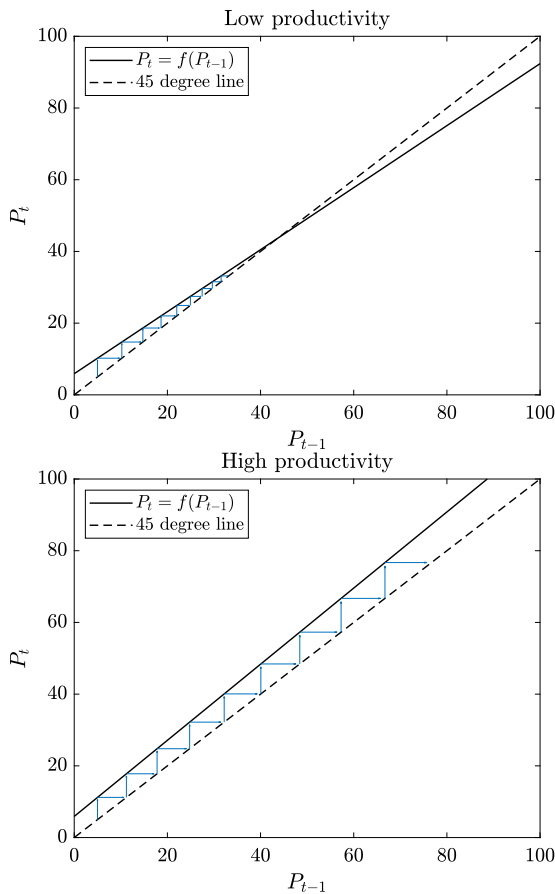 Low productivity
100
80
60
40
20
0
P_t
P_t = f(P_{t−1})
45 degree line
0 20 40 60 80 100
P_{t−1}
High productivity
100
80
60
40
20
0
P_t
P_t = f(P_{t−1})
45 degree line
0 20 40 60 80 100
P_{t−1}